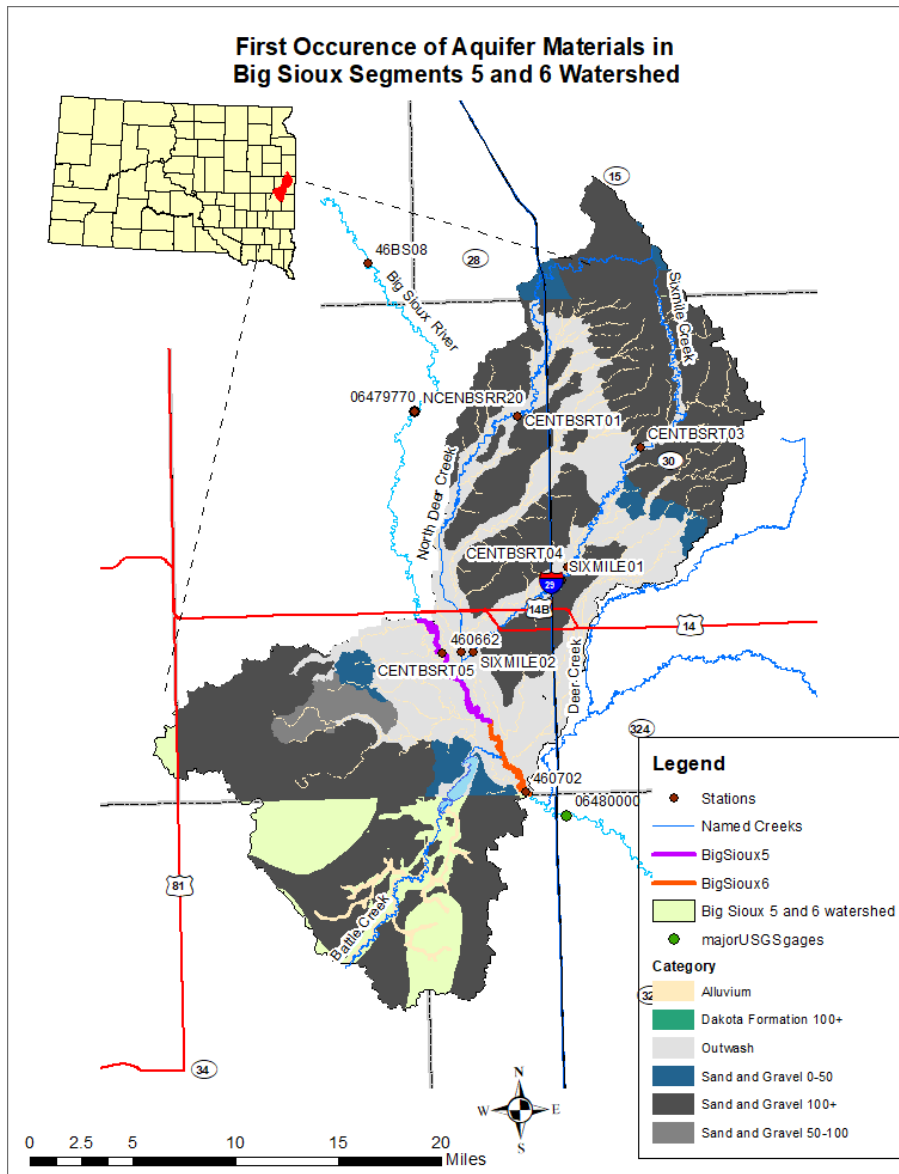 First Occurence of Aquifer Materials in
Big Sioux Segments 5 and 6 Watershed
15
46BS08
28
Big Sioux River
Sixmile Creek
06479770
NCENBSRR20
CENTBSRT01
CENTBSRT03
30
North Deer Creek
CENTBSRT04
SIXMILE01
29
14B
14
460662
CENTBSRT05
SIXMILE02
Deer Creek
324
460702
06480000
81
Battle Creek
34
Legend
Stations
Named Creeks
BigSioux5
BigSioux6
Big Sioux 5 and 6 watershed
majorUSGSgages
Category
Alluvium
Dakota Formation 100+
Outwash
Sand and Gravel 0-50
Sand and Gravel 100+
Sand and Gravel 50-100
N
W E
S
0 2.5 5 10 15 20
Miles